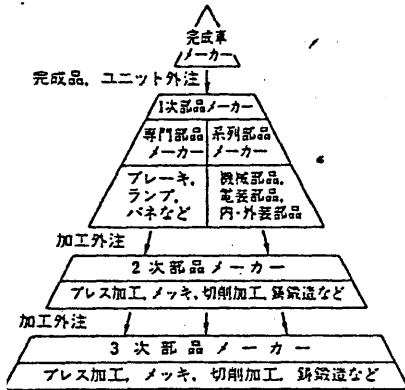 完成車
メーカー
完成品，ユニット外注
1次部品メーカー
専門部品
メーカー
系列部品
メーカー
ブレーキ，
ランプ，
バネなど
機械部品，
電装部品，
内・外装部品
加工外注
2次部品メーカー
プレス加工，メッキ，切削加工，鋳鍛造など
加工外注
3次部品メーカー
プレス加工，メッキ，切削加工，鋳鍛造など